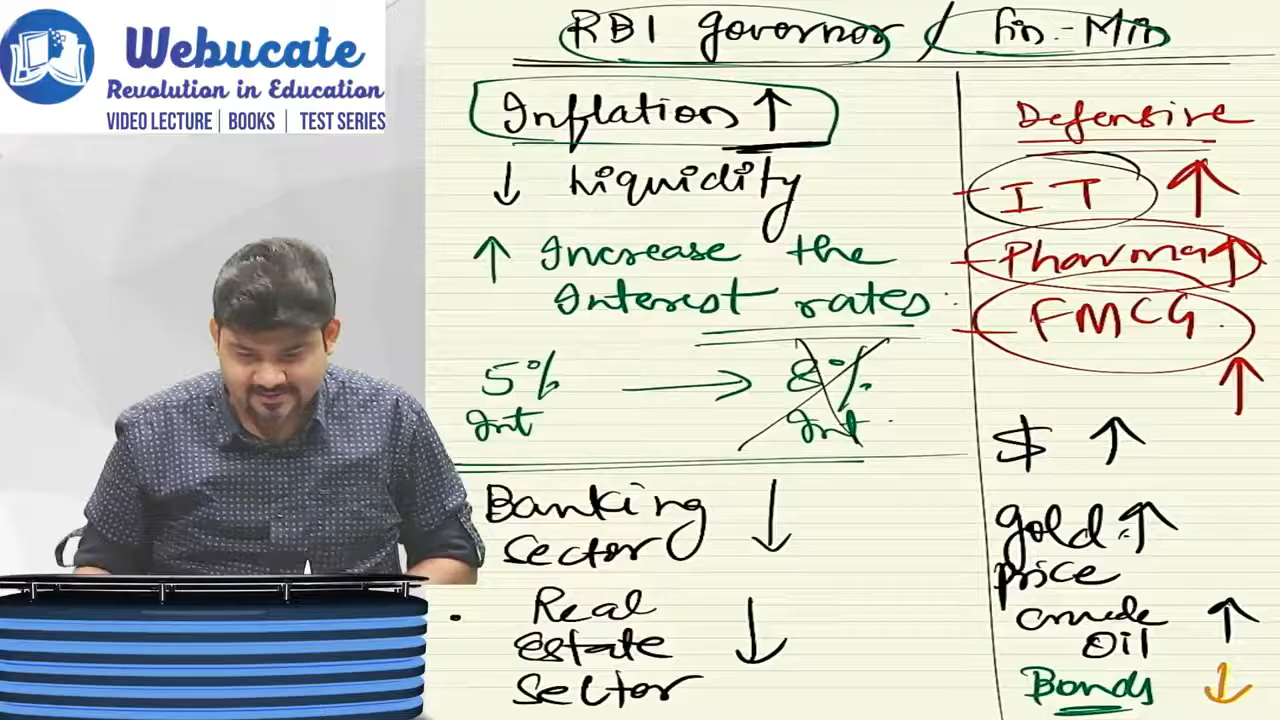 Webucate
Revolution in Education
VIDEO LECTURE | BOOKS | TEST SERIES
RBI governor / Fin. Min
Inflation ↑
↓ Liquidity
↑ Increase the
Interest rates
5% → 8%
Int Int
Banking ↓
Sector
Real ↓
Estate
Sector
Defensive
- IT ↑
- Pharma ↑
- FMCG ↑
$ ↑
Gold ↑
price
crude ↑
Oil
Bonds ↓